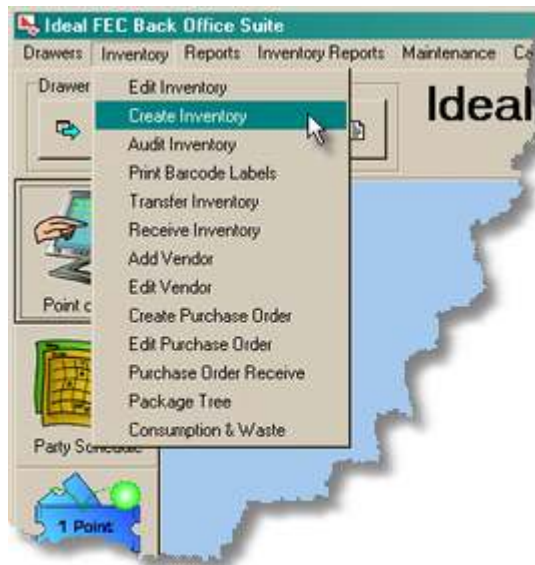 Ideal FEC Back Office Suite
Drawers Inventory Reports Inventory Reports Maintenance
Drawer
Ideal
Edit Inventory
Create Inventory
Audit Inventory
Print Barcode Labels
Transfer Inventory
Receive Inventory
Add Vendor
Edit Vendor
Create Purchase Order
Edit Purchase Order
Purchase Order Receive
Package Tree
Consumption & Waste
Point
Party
1 Point